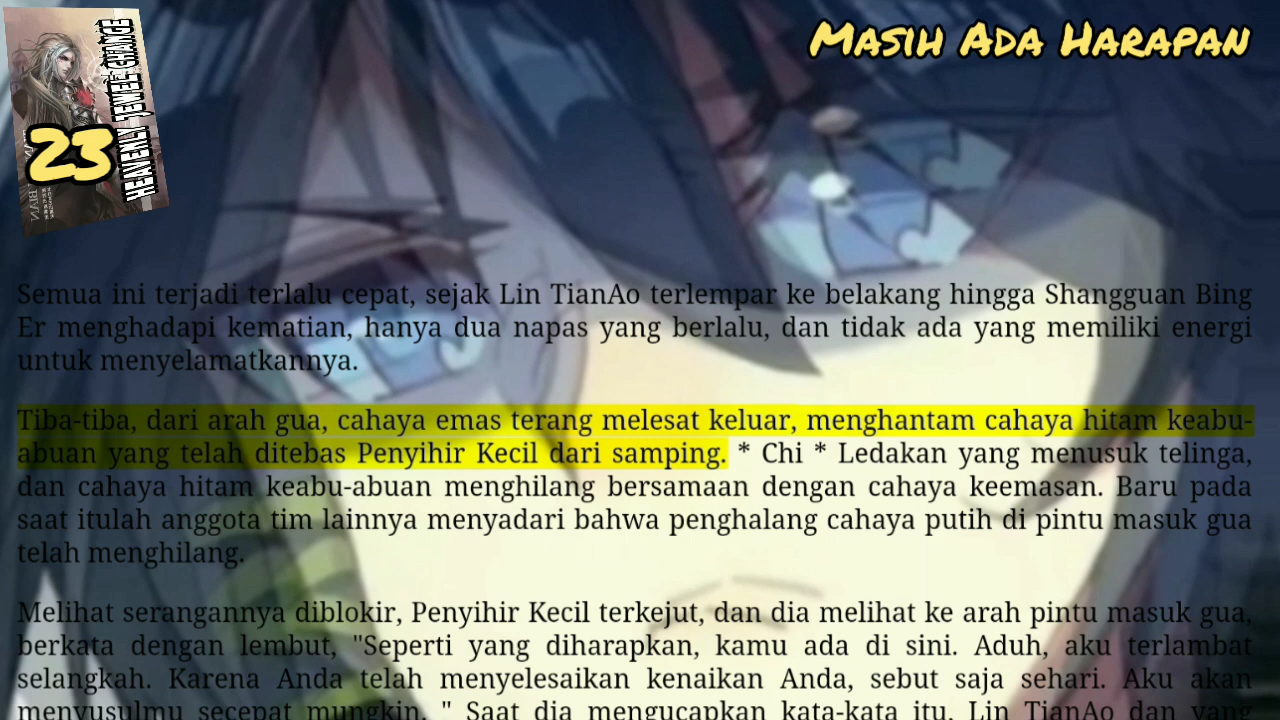 Masih Ada Harapan
HEAVENLY JEWEL CHANGE
23
Semua ini terjadi terlalu cepat, sejak Lin TianAo terlempar ke belakang hingga Shangguan Bing
Er menghadapi kematian, hanya dua napas yang berlalu, dan tidak ada yang memiliki energi
untuk menyelamatkannya.
Tiba-tiba, dari arah gua, cahaya emas terang melesat keluar, menghantam cahaya hitam keabu-
abuan yang telah ditebas Penyihir Kecil dari samping. * Chi * Ledakan yang menusuk telinga,
dan cahaya hitam keabu-abuan menghilang bersamaan dengan cahaya keemasan. Baru pada
saat itulah anggota tim lainnya menyadari bahwa penghalang cahaya putih di pintu masuk gua
telah menghilang.
Melihat serangannya diblokir, Penyihir Kecil terkejut, dan dia melihat ke arah pintu masuk gua,
berkata dengan lembut, "Seperti yang diharapkan, kamu ada di sini. Aduh, aku terlambat
selangkah. Karena Anda telah menyelesaikan kenaikan Anda, sebut saja sehari. Aku akan
menyusulmu secepat mungkin. " Saat dia mengucapkan kata-kata itu, Lin TianAo dan yang